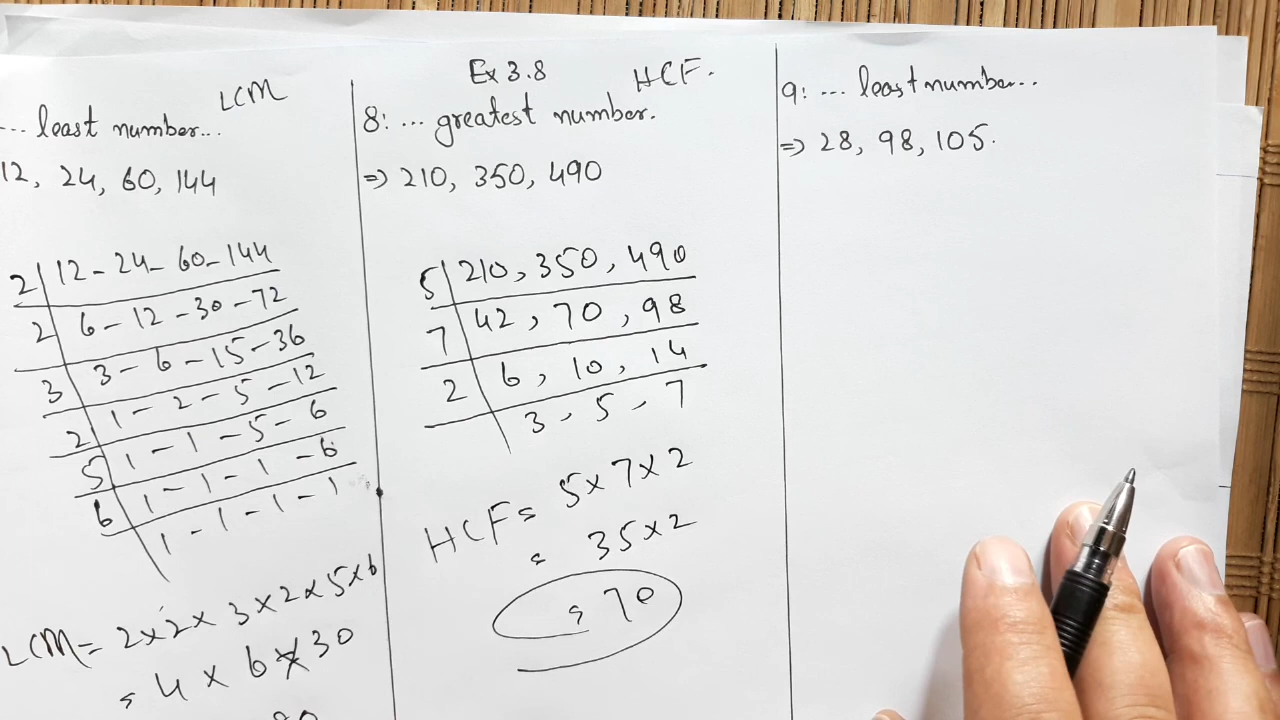 LCM
... least number...
12, 24, 60, 144
2 | 12 - 24 - 60 - 144
2 | 6 - 12 - 30 - 72
3 | 3 - 6 - 15 - 36
2 | 1 - 2 - 5 - 12
5 | 1 - 1 - 5 - 6
6 | 1 - 1 - 1 - 6
1 - 1 - 1 - 1
LCM = 2×2×3×2×5×6
= 4 × 6 × 30
Ex 3.8
HCF.
8: ... greatest number.
=> 210, 350, 490
5 | 210, 350, 490
7 | 42, 70, 98
2 | 6, 10, 14
3 - 5 - 7
HCF = 5×7×2
= 35×2
= 70
9: ... least number...
=> 28, 98, 105.